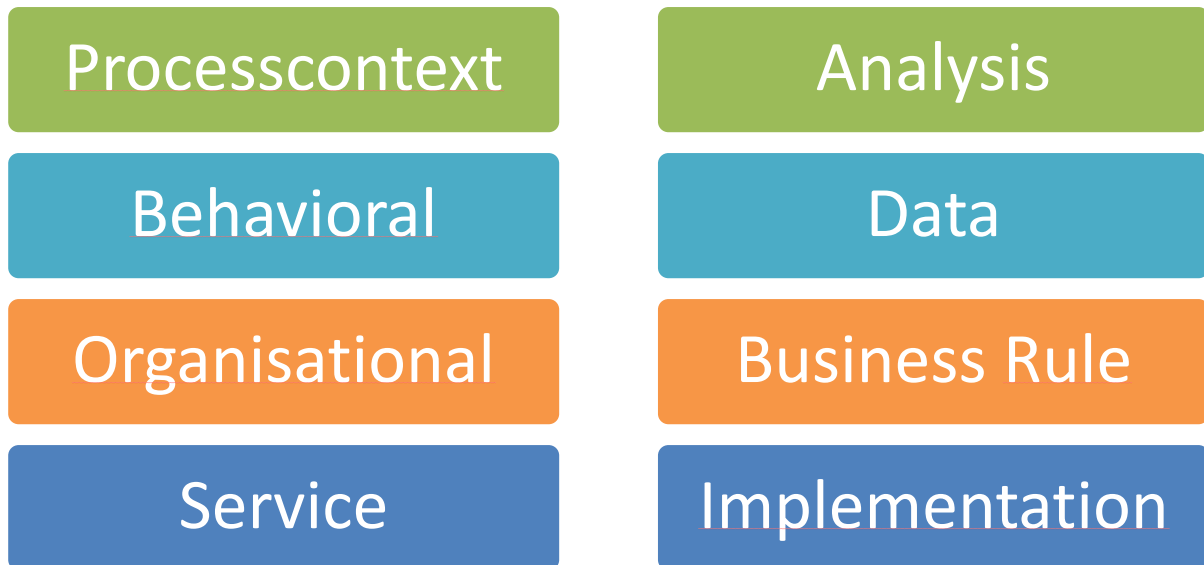 Processcontext
Analysis
Behavioral
Data
Organisational
Business Rule
Service
Implementation